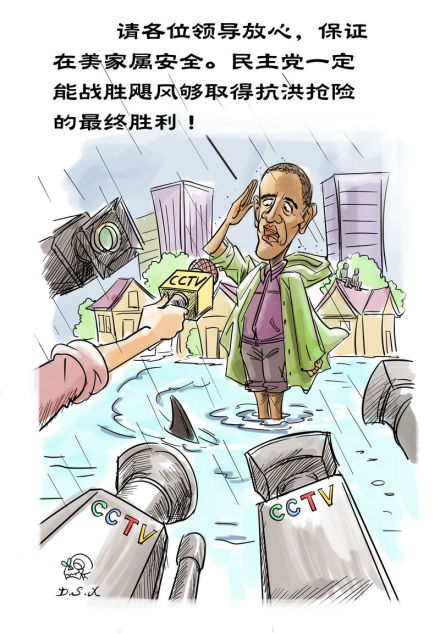 请各位领导放心，保证
在美家属安全。民主党一定
能战胜飓风够取得抗洪抢险
的最终胜利！
CCTV
CCTV
CCTV
D.S.X